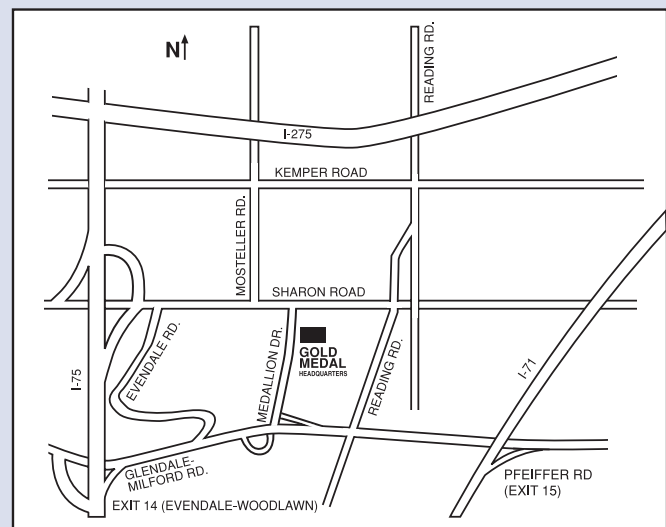 N
READING RD.
I-275
KEMPER ROAD
MOSTELLER RD.
SHARON ROAD
EVENDALE RD.
MEDALLION DR.
GOLD
MEDAL
HEADQUARTERS
READING RD.
I-75
I-71
GLENDALE-
MILFORD RD.
PFEIFFER RD
(EXIT 15)
EXIT 14 (EVENDALE-WOODLAWN)